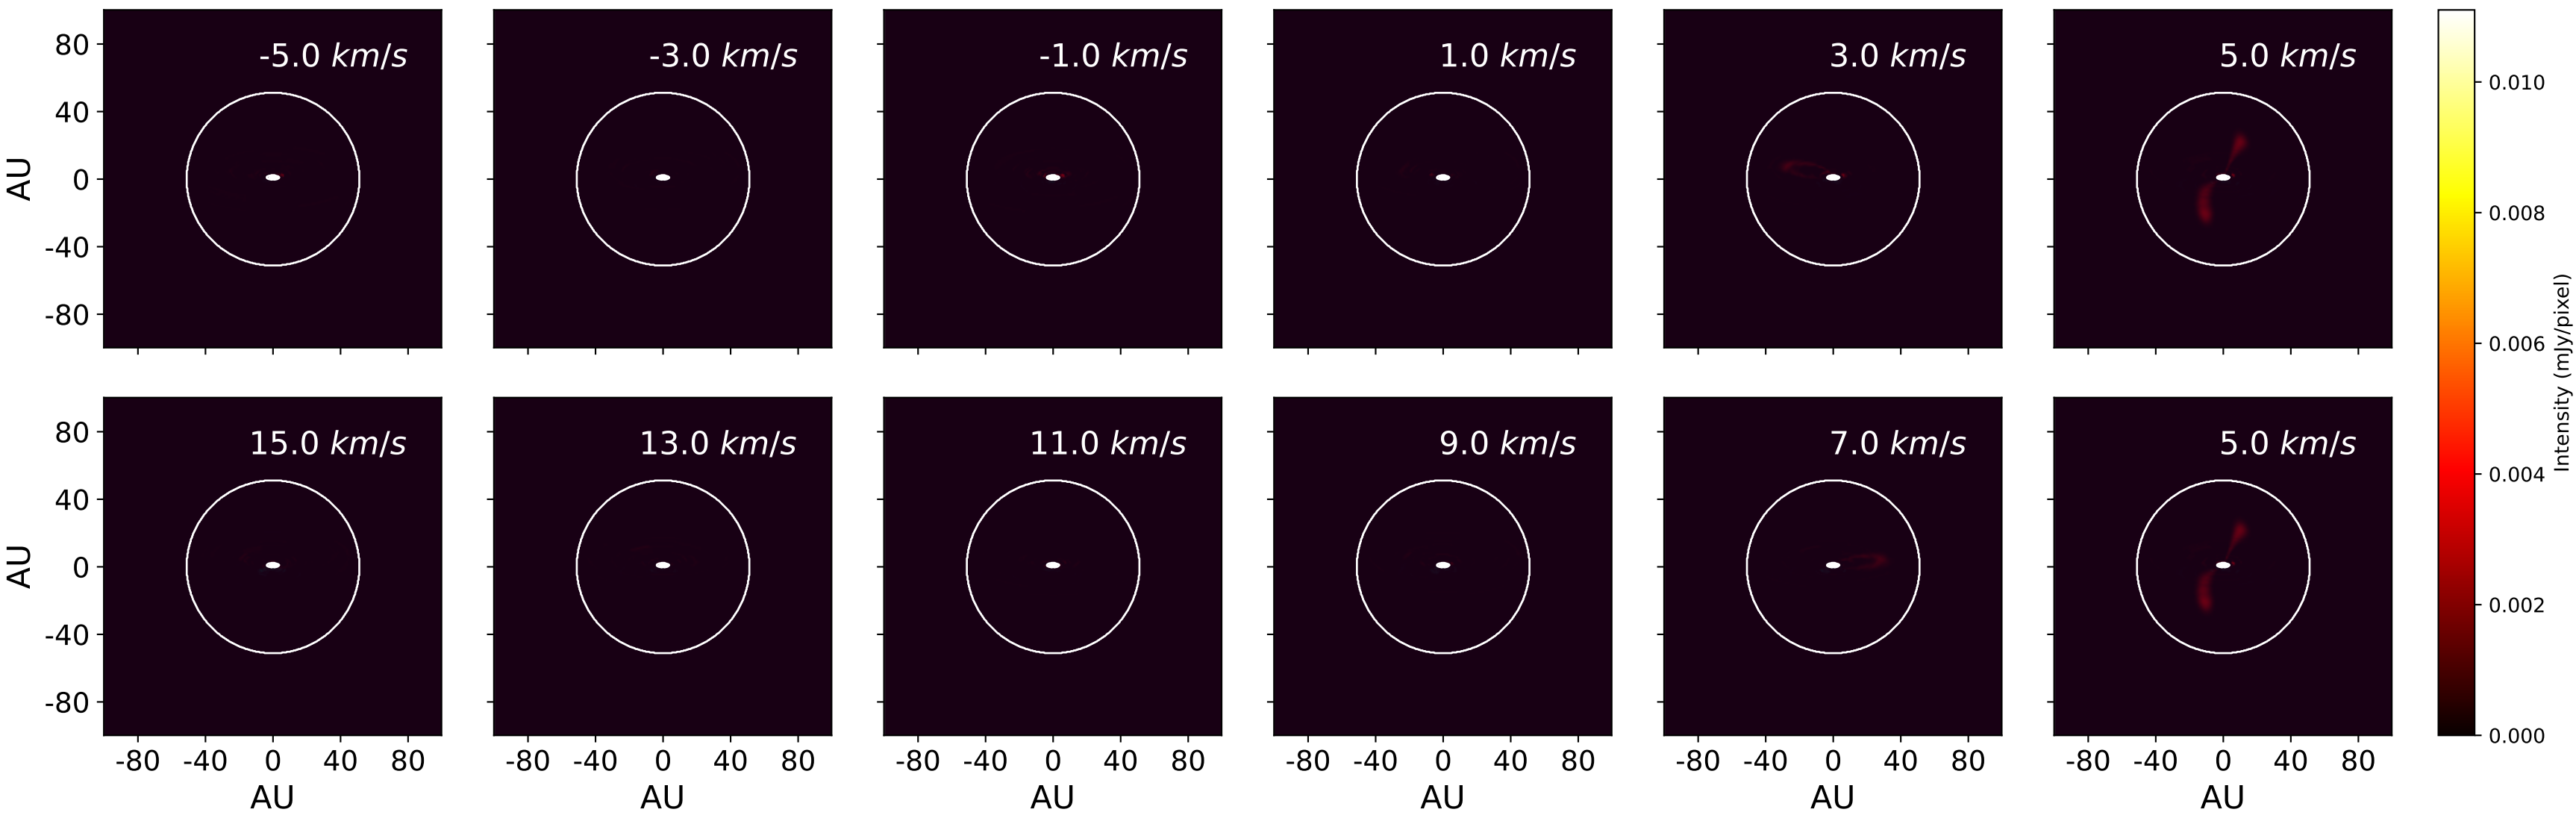 -5.0 km/s
-3.0 km/s
-1.0 km/s
1.0 km/s
3.0 km/s
5.0 km/s
80
40
0
-40
-80
AU
15.0 km/s
13.0 km/s
11.0 km/s
9.0 km/s
7.0 km/s
5.0 km/s
80
40
0
-40
-80
AU
-80 -40 0 40 80
-80 -40 0 40 80
-80 -40 0 40 80
-80 -40 0 40 80
-80 -40 0 40 80
-80 -40 0 40 80
AU
AU
AU
AU
AU
AU
0.010
0.008
0.006
0.004
0.002
0.000
Intensity (mJy/pixel)